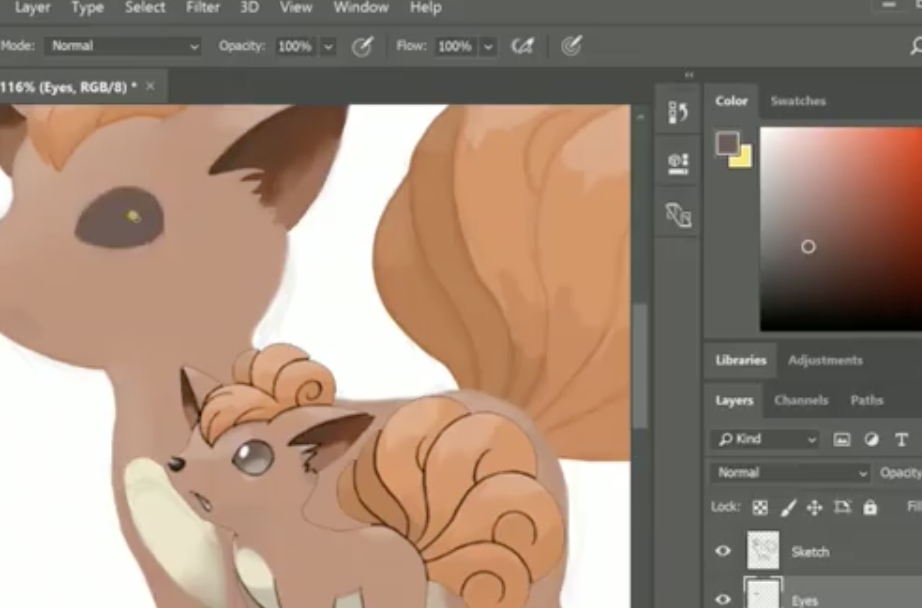 Layer Type Select Filter 3D View Window Help
Mode: Normal Opacity: 100% Flow: 100%
116% (Eyes, RGB/8) * ×
Color Swatches
Libraries Adjustments
Layers Channels Paths
Kind T
Normal Opacity
Lock: Fil
Sketch
Eyes